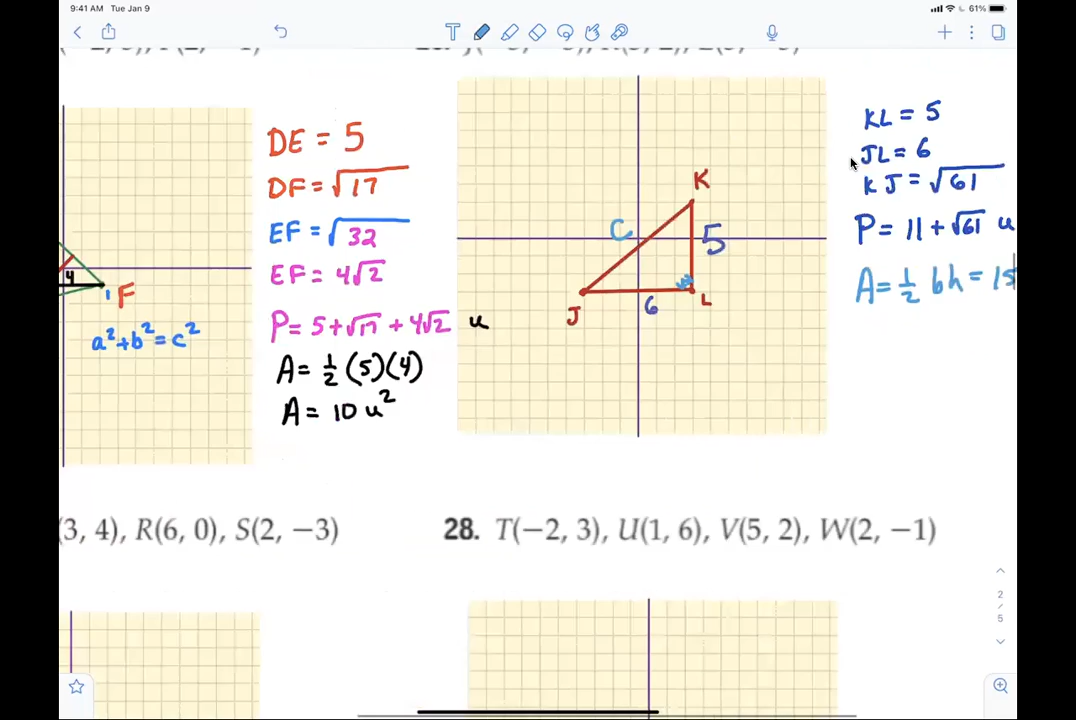 9:41 AM Tue Jan 9
61%
DE = 5
DF = √17
EF = √32
EF = 4√2
P = 5 + √17 + 4√2 u
A = 1/2 (5)(4)
A = 10 u²
4
F
a² + b² = c²
K
C
5
J
6
L
KL = 5
JL = 6
KJ = √61
P = 11 + √61 u
A = 1/2 bh = 15
(3, 4), R(6, 0), S(2, −3)
28. T(−2, 3), U(1, 6), V(5, 2), W(2, −1)
2
/
5